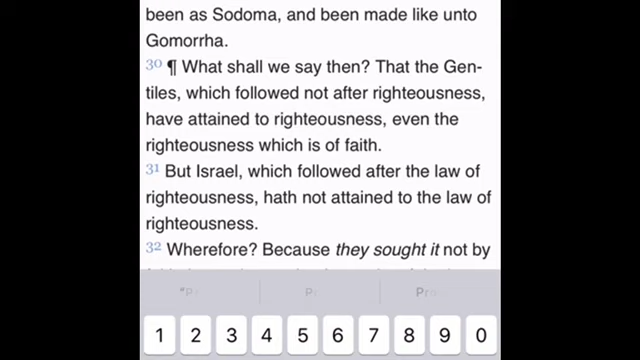 been as Sodoma, and been made like unto
Gomorrha.
30 ¶ What shall we say then? That the Gen-
tiles, which followed not after righteousness,
have attained to righteousness, even the
righteousness which is of faith.
31 But Israel, which followed after the law of
righteousness, hath not attained to the law of
righteousness.
32 Wherefore? Because they sought it not by
1 2 3 4 5 6 7 8 9 0